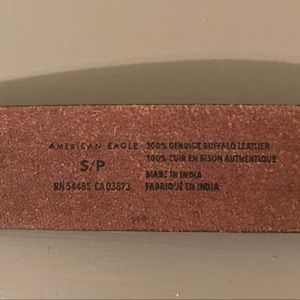 AMERICAN EAGLE
S/P
RN 54485 CA 03873
100% GENUINE BUFFALO LEATHER
100% CUIR EN BISON AUTHENTIQUE
MADE IN INDIA
FABRIQUÉ EN INDIA